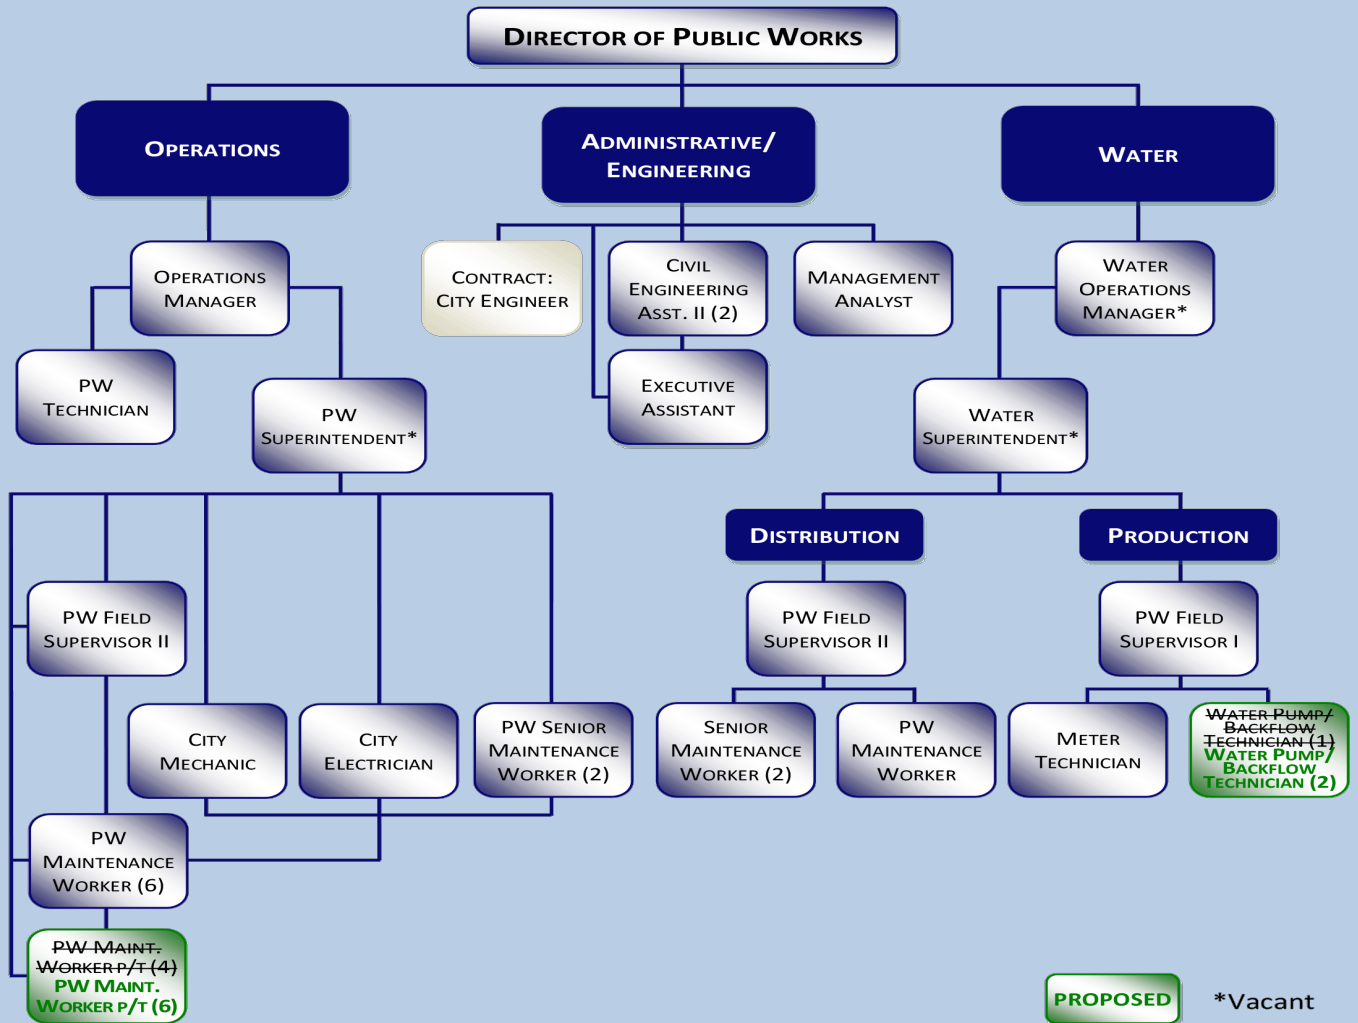 DIRECTOR OF PUBLIC WORKS
OPERATIONS
ADMINISTRATIVE/
ENGINEERING
WATER
OPERATIONS
MANAGER
CONTRACT:
CITY ENGINEER
CIVIL
ENGINEERING
ASST. II (2)
MANAGEMENT
ANALYST
WATER
OPERATIONS
MANAGER*
PW
TECHNICIAN
PW
SUPERINTENDENT*
EXECUTIVE
ASSISTANT
WATER
SUPERINTENDENT*
DISTRIBUTION
PRODUCTION
PW FIELD
SUPERVISOR II
PW FIELD
SUPERVISOR II
PW FIELD
SUPERVISOR I
CITY
MECHANIC
CITY
ELECTRICIAN
PW SENIOR
MAINTENANCE
WORKER (2)
SENIOR
MAINTENANCE
WORKER (2)
PW
MAINTENANCE
WORKER
METER
TECHNICIAN
WATER PUMP/
BACKFLOW
TECHNICIAN (1)
WATER PUMP/
BACKFLOW
TECHNICIAN (2)
PW
MAINTENANCE
WORKER (6)
PW MAINT.
WORKER P/T (4)
PW MAINT.
WORKER P/T (6)
PROPOSED
*Vacant